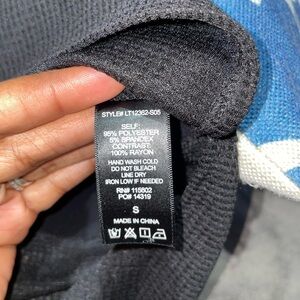 STYLE# LT12362-S05
SELF:
95% POLYESTER
5% SPANDEX
CONTRAST:
100% RAYON
HAND WASH COLD
DO NOT BLEACH
LINE DRY
IRON LOW IF NEEDED
RN# 115802
PO# 14319
S
MADE IN CHINA